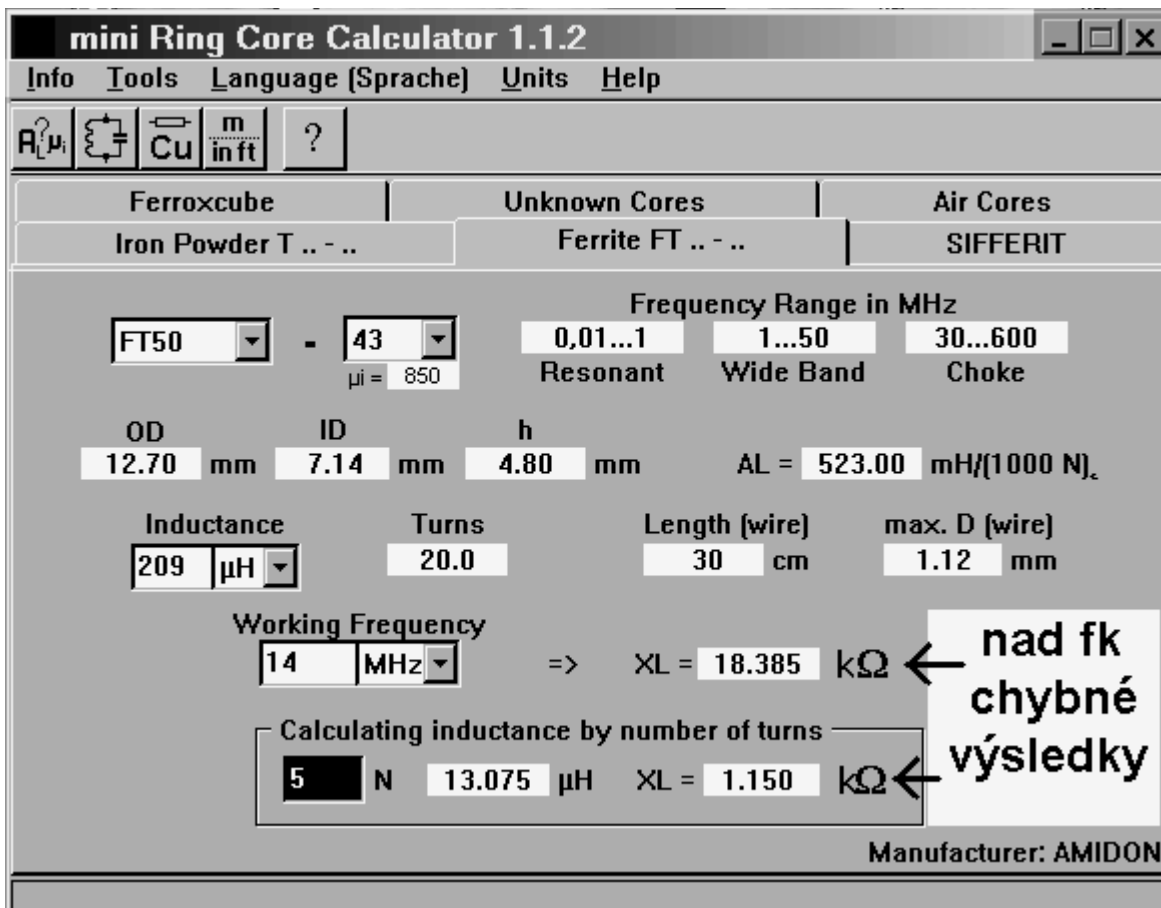 mini Ring Core Calculator 1.1.2
Info Tools Language (Sprache) Units Help
A_L ? µi Cu m in ft ?
Ferroxcube Unknown Cores Air Cores
Iron Powder T .. - .. Ferrite FT .. - .. SIFFERIT
Frequency Range in MHz
FT50 - 43 0,01...1 1...50 30...600
µi = 850 Resonant Wide Band Choke
OD ID h
12.70 mm 7.14 mm 4.80 mm AL = 523.00 mH/(1000 N)
Inductance Turns Length (wire) max. D (wire)
209 µH 20.0 30 cm 1.12 mm
Working Frequency
14 MHz => XL = 18.385 kΩ
Calculating inductance by number of turns
5 N 13.075 µH XL = 1.150 kΩ
nad fk
chybné
výsledky
Manufacturer: AMIDON